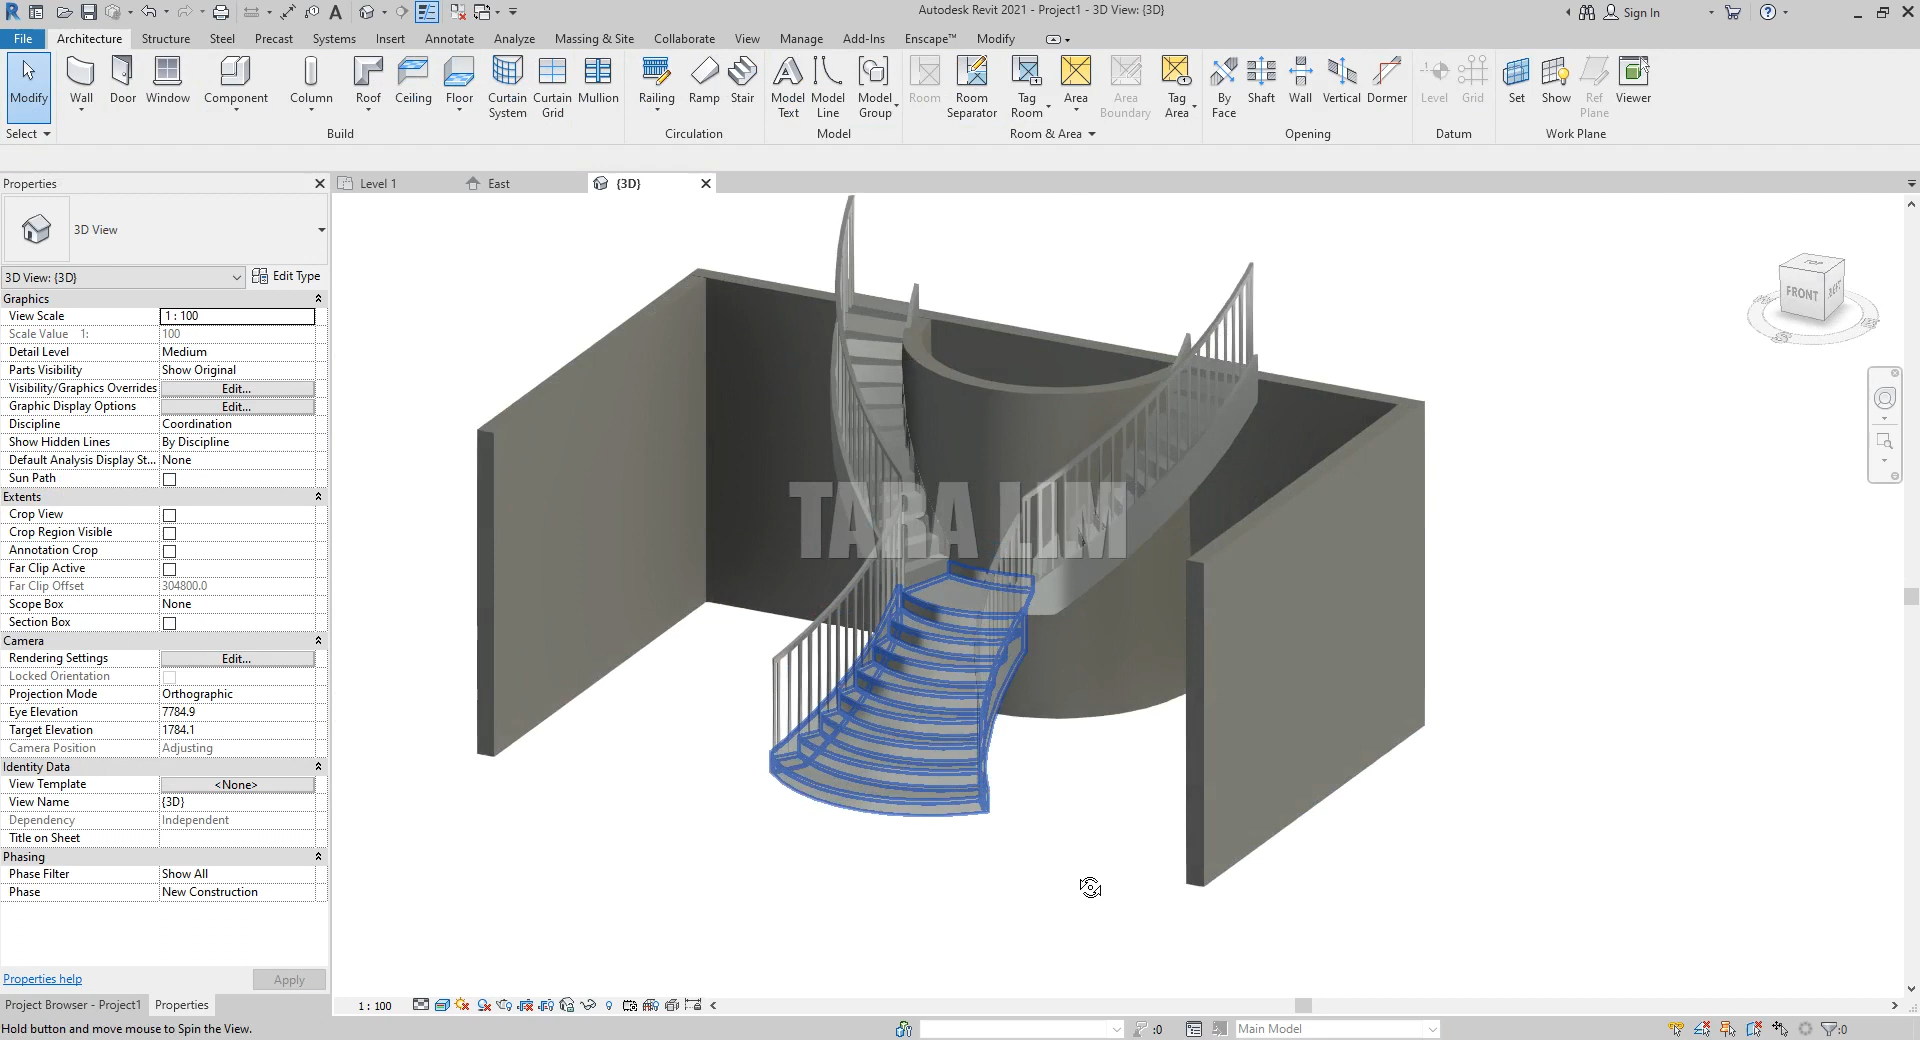 Autodesk Revit 2021 - Project1 - 3D View: {3D}
Sign In
File Architecture Structure Steel Precast Systems Insert Annotate Analyze Massing & Site Collaborate View Manage Add-Ins Enscape™ Modify
Modify Wall Door Window Component Column Roof Ceiling Floor Curtain System Curtain Grid Mullion Railing Ramp Stair Model Text Model Line Model Group Room Room Separator Tag Room Area Area Boundary Tag Area By Face Shaft Wall Vertical Dormer Level Grid Set Show Ref Plane Viewer
Select Build Circulation Model Room & Area Opening Datum Work Plane
Properties
Level 1 East {3D}
3D View
3D View: {3D} Edit Type
Graphics
View Scale 1 : 100
Scale Value 1: 100
Detail Level Medium
Parts Visibility Show Original
Visibility/Graphics Overrides Edit...
Graphic Display Options Edit...
Discipline Coordination
Show Hidden Lines By Discipline
Default Analysis Display St... None
Sun Path
Extents
Crop View
Crop Region Visible
Annotation Crop
Far Clip Active
Far Clip Offset 304800.0
Scope Box None
Section Box
Camera
Rendering Settings Edit...
Locked Orientation
Projection Mode Orthographic
Eye Elevation 7784.9
Target Elevation 1784.1
Camera Position Adjusting
Identity Data
View Template <None>
View Name {3D}
Dependency Independent
Title on Sheet
Phasing
Phase Filter Show All
Phase New Construction
Properties help Apply
Project Browser - Project1 Properties
TOP
FRONT
TARA LIM
1 : 100
Hold button and move mouse to Spin the View.
:0
Main Model
:0